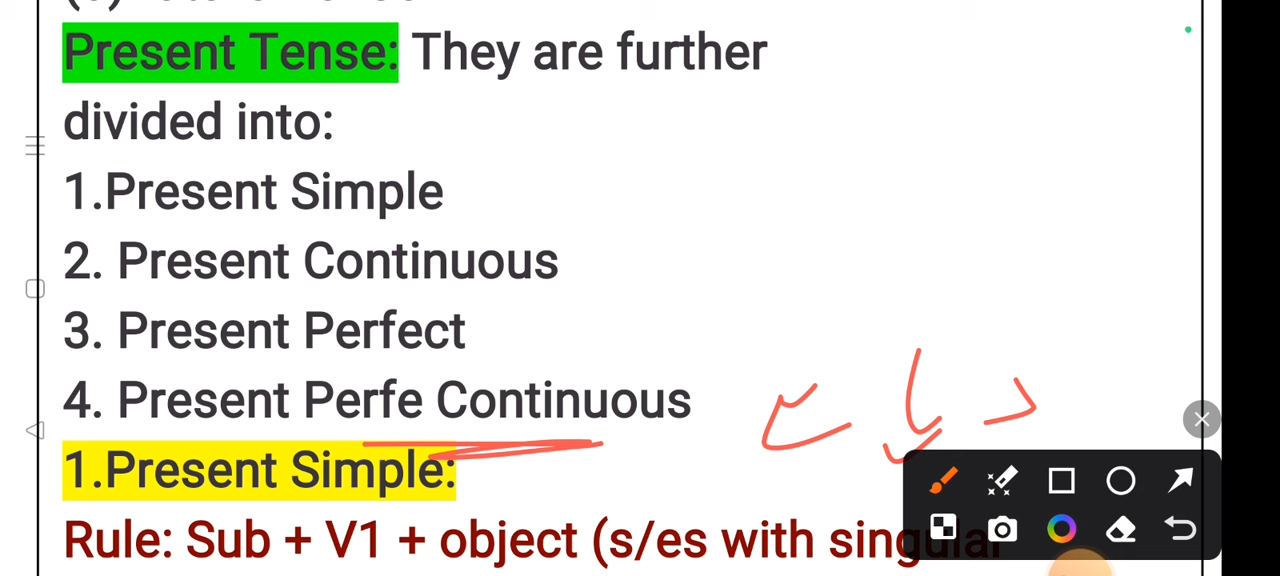 Present Tense: They are further
divided into:
1.Present Simple
2. Present Continuous
3. Present Perfect
4. Present Perfe Continuous
1.Present Simple:
Rule: Sub + V1 + object (s/es with singular